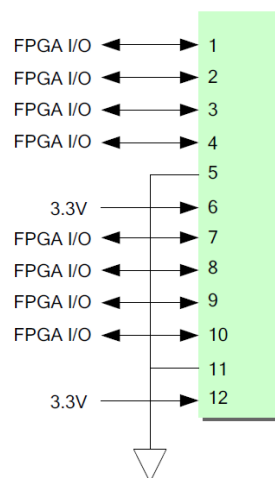 FPGA I/O 1
FPGA I/O 2
FPGA I/O 3
FPGA I/O 4
5
3.3V 6
FPGA I/O 7
FPGA I/O 8
FPGA I/O 9
FPGA I/O 10
11
3.3V 12